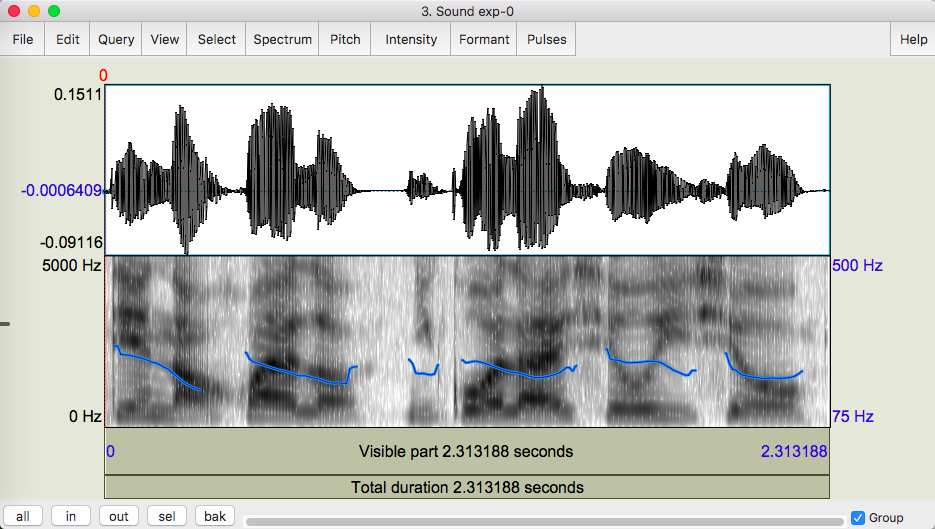 3. Sound exp-0
File Edit Query View Select Spectrum Pitch Intensity Formant Pulses Help
0
0.1511
-0.0006409
-0.09116
5000 Hz 500 Hz
0 Hz 75 Hz
0 Visible part 2.313188 seconds 2.313188
Total duration 2.313188 seconds
all in out sel bak Group